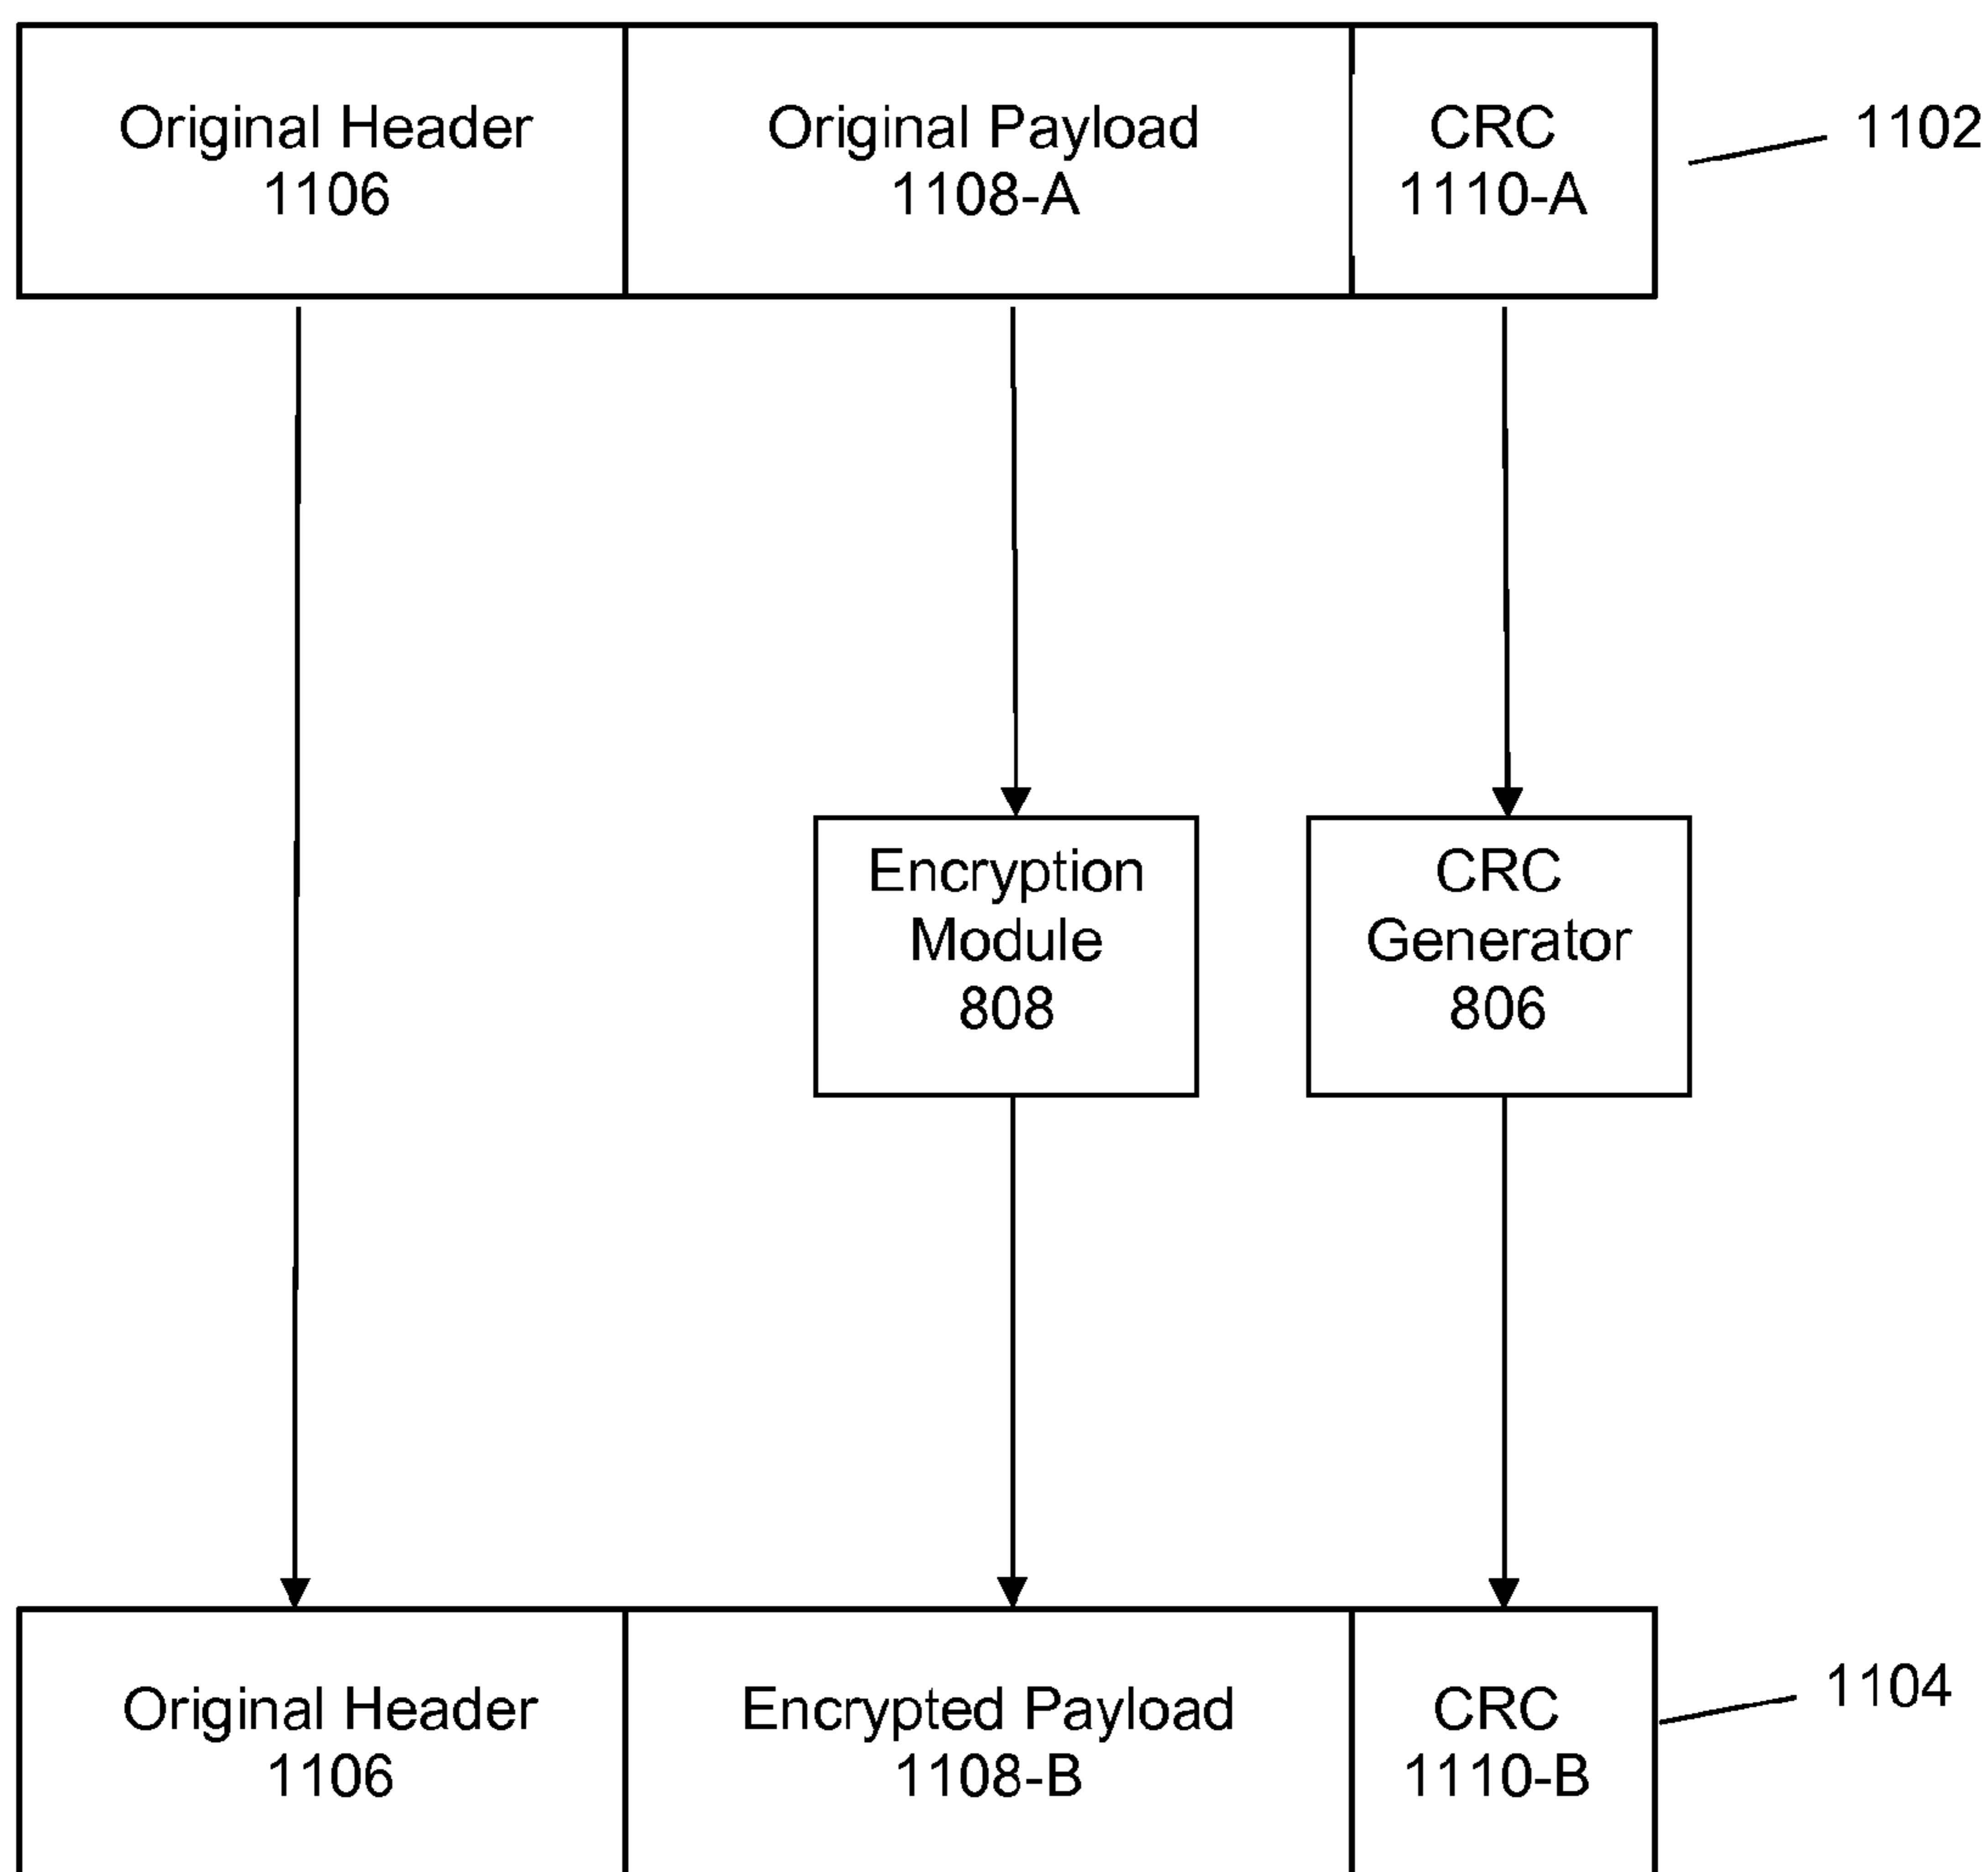 Original Header
1106
Original Payload
1108-A
CRC
1110-A
1102
Encryption
Module
808
CRC
Generator
806
Original Header
1106
Encrypted Payload
1108-B
CRC
1110-B
1104